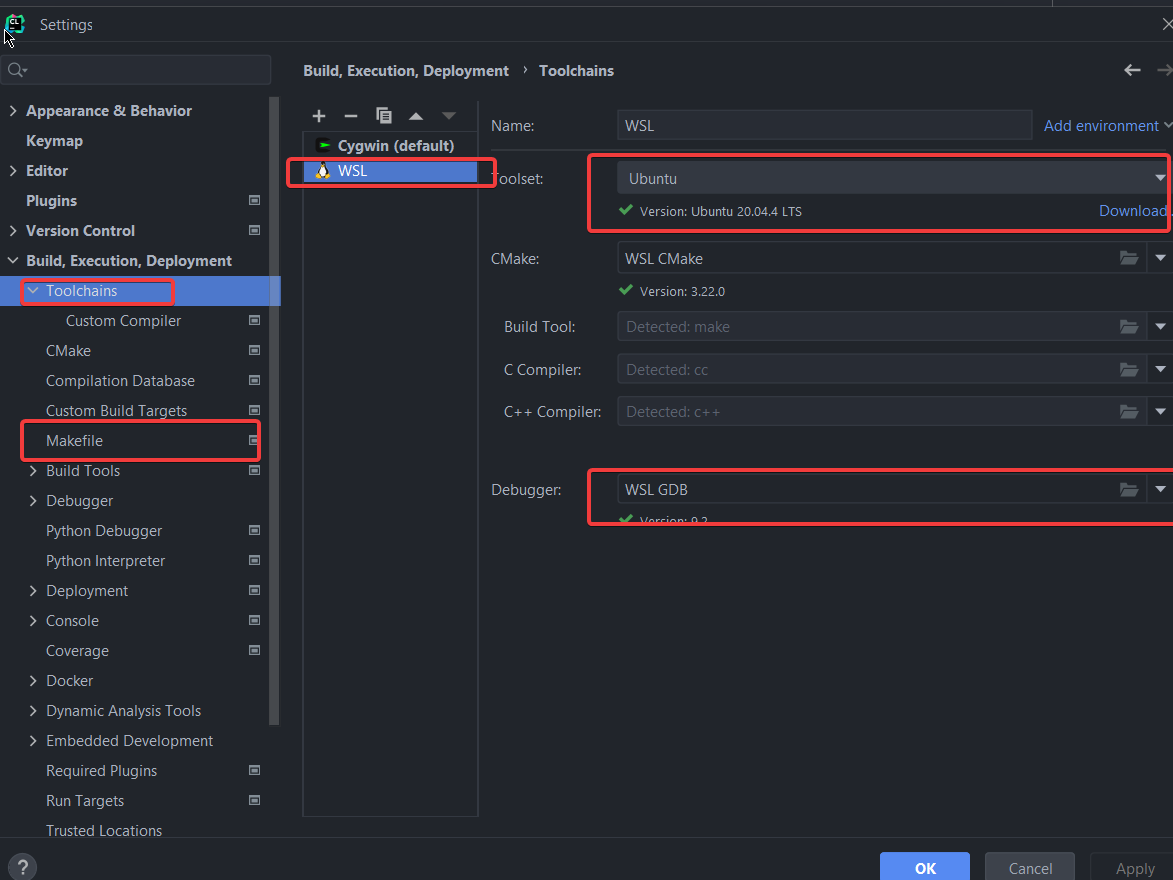 CL
Settings
Build, Execution, Deployment › Toolchains
Appearance & Behavior
Keymap
Editor
Plugins
Version Control
Build, Execution, Deployment
Toolchains
Custom Compiler
CMake
Compilation Database
Custom Build Targets
Makefile
Build Tools
Debugger
Python Debugger
Python Interpreter
Deployment
Console
Coverage
Docker
Dynamic Analysis Tools
Embedded Development
Required Plugins
Run Targets
Trusted Locations
Cygwin (default)
WSL
Name: WSL Add environment
Toolset: Ubuntu
Version: Ubuntu 20.04.4 LTS Download
CMake: WSL CMake
Version: 3.22.0
Build Tool: Detected: make
C Compiler: Detected: cc
C++ Compiler: Detected: c++
Debugger: WSL GDB
Version: 9.2
?
OK Cancel Apply